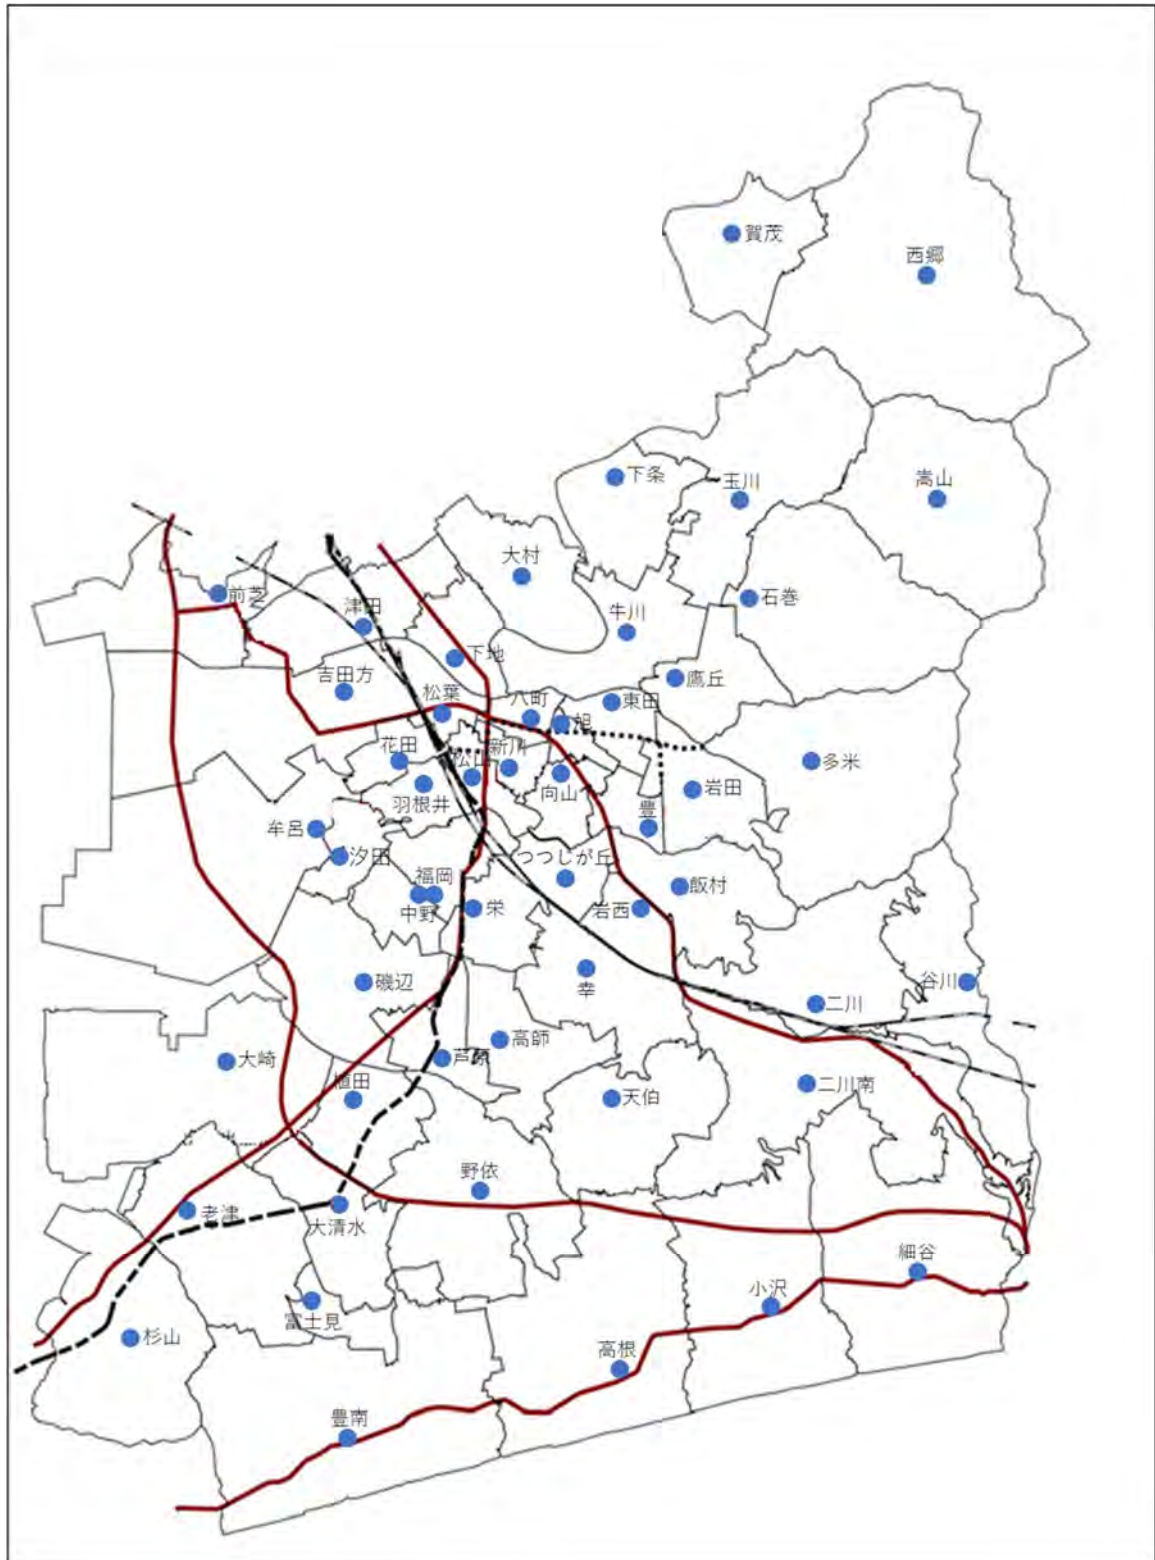 賀茂
西郷
下条
玉川
嵩山
大村
前芝
津田
石巻
牛川
下地
鷹丘
吉田方
松葉
八町
旭
東田
花田
松山
新川
多米
羽根井
向山
岩田
牟呂
豊
汐田
つつじが丘
福岡
飯村
中野
栄
岩西
磯辺
幸
谷川
二川
高師
大崎
芦原
植田
天伯
二川南
野依
老津
大清水
細谷
小沢
富士見
杉山
高根
豊南